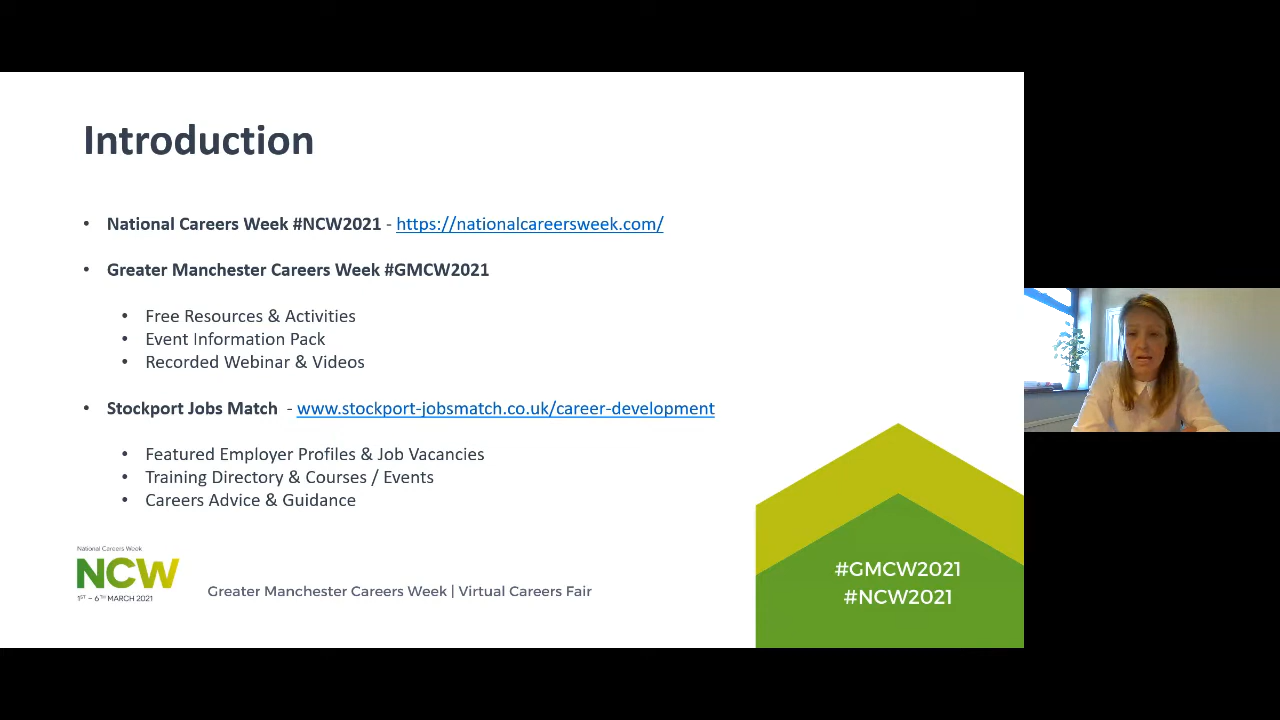 Introduction
• National Careers Week #NCW2021 - https://nationalcareersweek.com/
• Greater Manchester Careers Week #GMCW2021
• Free Resources & Activities
• Event Information Pack
• Recorded Webinar & Videos
• Stockport Jobs Match - www.stockport-jobsmatch.co.uk/career-development
• Featured Employer Profiles & Job Vacancies
• Training Directory & Courses / Events
• Careers Advice & Guidance
National Careers Week
NCW
1ST – 6TH MARCH 2021
Greater Manchester Careers Week | Virtual Careers Fair
#GMCW2021
#NCW2021